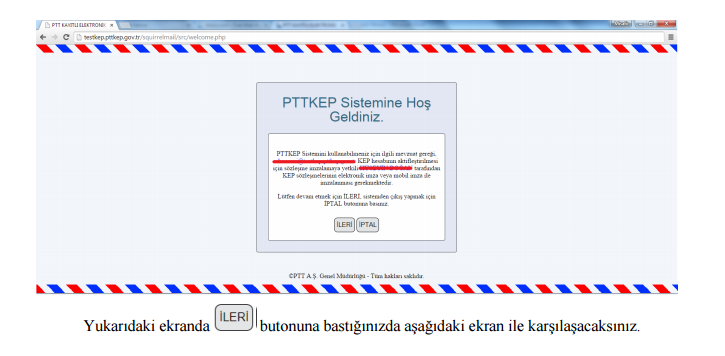 PTT KAYITLI ELEKTRONİK
testkep.pttkep.gov.tr/squirrelmail/src/welcome.php
PTTKEP Sistemine Hoş
Geldiniz.
PTTKEP Sistemini kullanabilmeniz için ilgili mevzuat gereği,
KEP hesabının aktifleştirilmesi
için sözleşme imzalamaya yetkili tarafından
KEP sözleşmelerinin elektronik imza veya mobil imza ile
imzalanması gerekmektedir.
Lütfen devam etmek için İLERİ, sistemden çıkış yapmak için
İPTAL butonuna basınız.
İLERİ İPTAL
©PTT A.Ş. Genel Müdürlüğü - Tüm hakları saklıdır.
Yukarıdaki ekranda İLERİ butonuna bastığınızda aşağıdaki ekran ile karşılaşacaksınız.